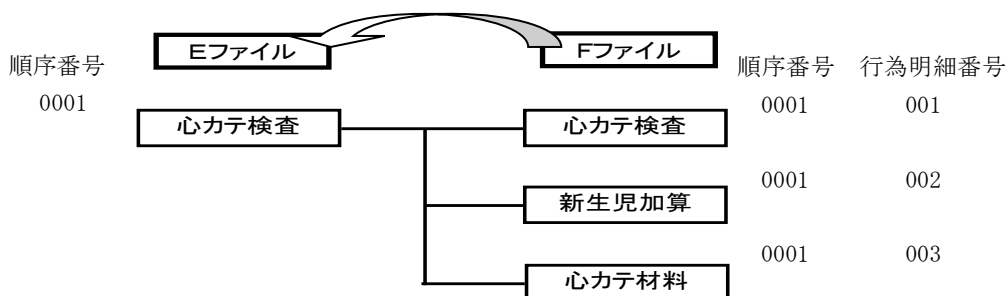 Eファイル
Fファイル
順序番号
順序番号 行為明細番号
0001
心カテ検査
心カテ検査
0001 001
新生児加算
0001 002
心カテ材料
0001 003